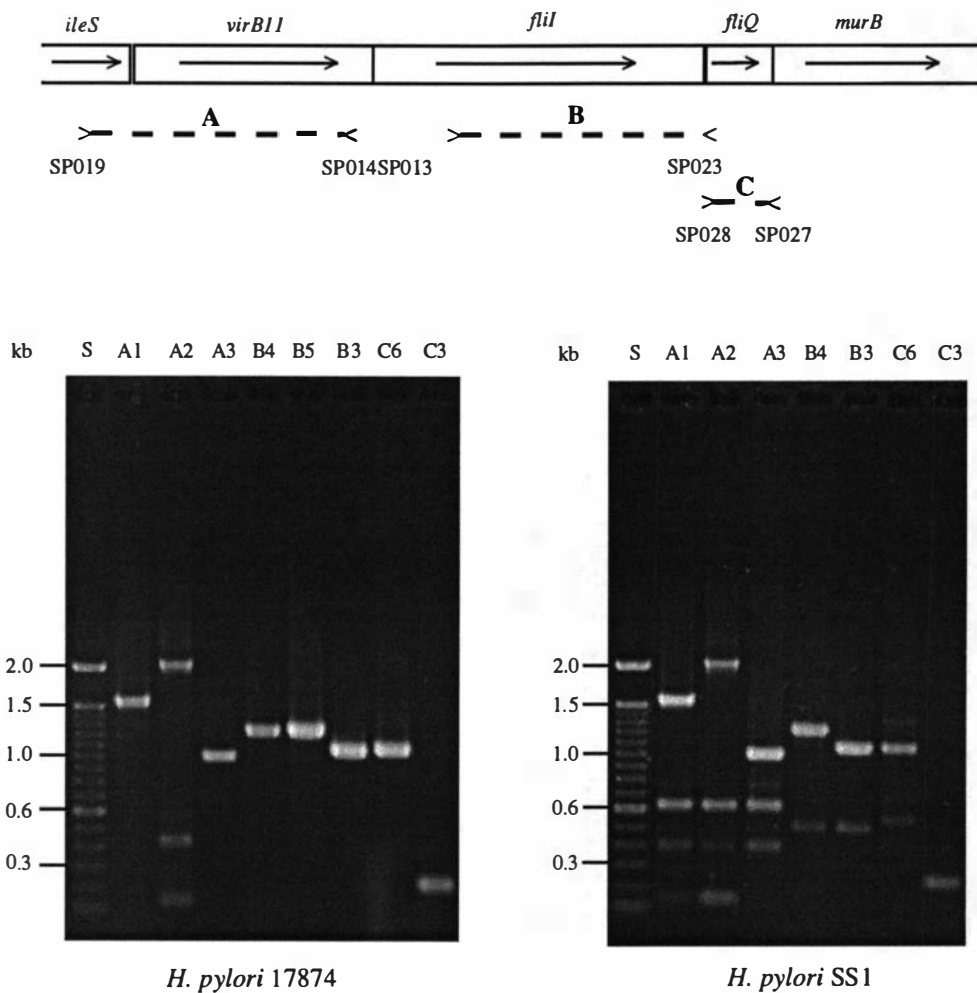 ileS virB11 fliI fliQ murB
A B
SP019 SP014SP013 SP023
C
SP028 SP027
kb S A1 A2 A3 B4 B5 B3 C6 C3
2.0
1.5
1.0
0.6
0.3
H. pylori 17874
kb S A1 A2 A3 B4 B3 C6 C3
2.0
1.5
1.0
0.6
0.3
H. pylori SS1